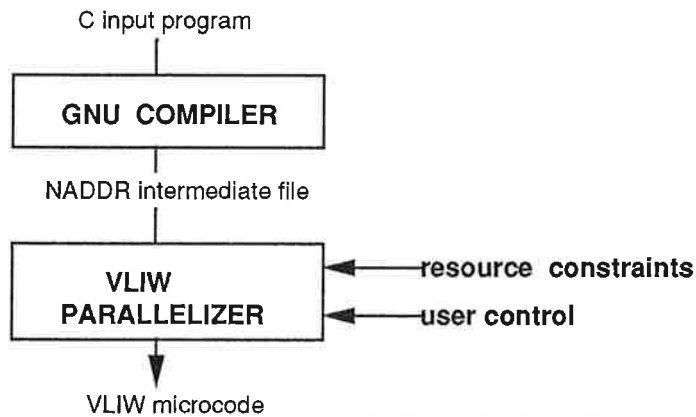 C input program
GNU COMPILER
NADDR intermediate file
VLIW
PARALLELIZER
resource constraints
user control
VLIW microcode